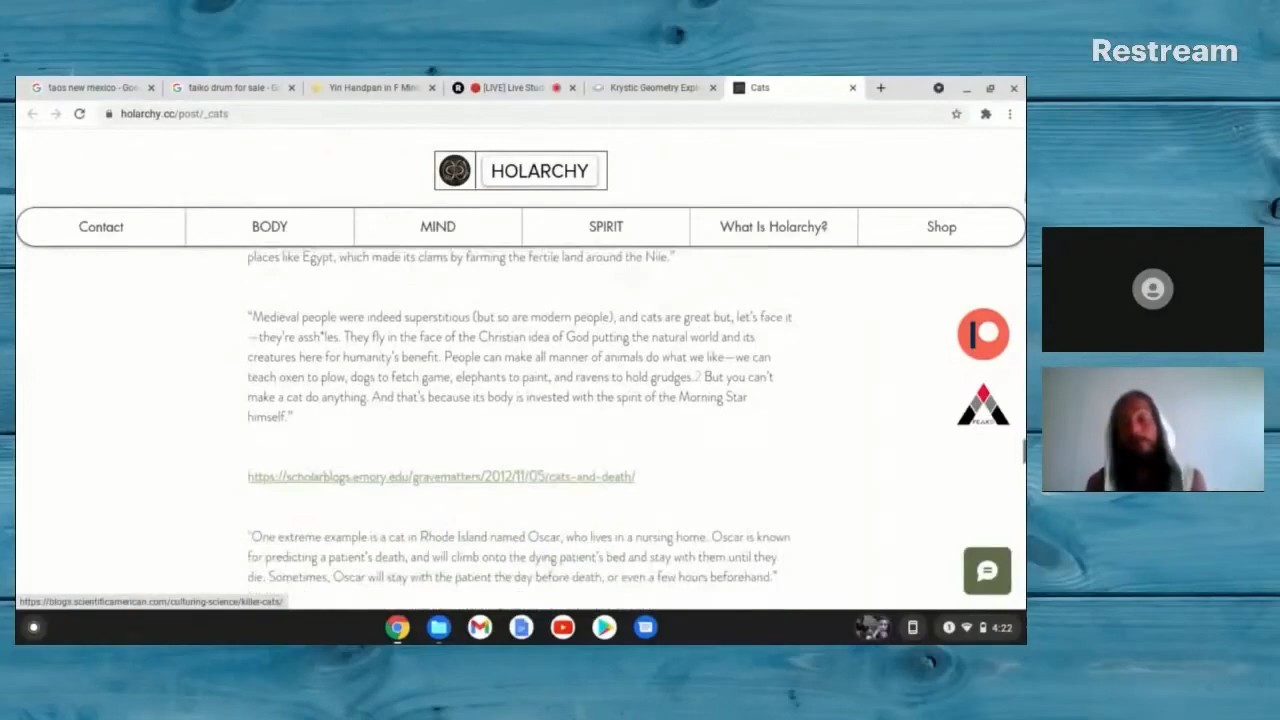 Restream
taos new mexico - Goo
taiko drum for sale - G
Yin Handpan in F Min
[LIVE] Live Stud
Krystic Geometry Exp
Cats
holarchy.cc/post/_cats
HOLARCHY
Contact
BODY
MIND
SPIRIT
What Is Holarchy?
Shop
places like Egypt, which made its clams by farming the fertile land around the Nile."
"Medieval people were indeed superstitious (but so are modern people), and cats are great but, let's face it
—they're assh*les. They fly in the face of the Christian idea of God putting the natural world and its
creatures here for humanity's benefit. People can make all manner of animals do what we like—we can
teach oxen to plow, dogs to fetch game, elephants to paint, and ravens to hold grudges.2 But you can't
make a cat do anything. And that's because its body is invested with the spirit of the Morning Star
himself."
https://scholarblogs.emory.edu/gravematters/2012/11/05/cats-and-death/
"One extreme example is a cat in Rhode Island named Oscar, who lives in a nursing home. Oscar is known
for predicting a patient's death, and will climb onto the dying patient's bed and stay with them until they
die. Sometimes, Oscar will stay with the patient the day before death, or even a few hours beforehand."
https://blogs.scientificamerican.com/culturing-science/killer-cats/
4:22